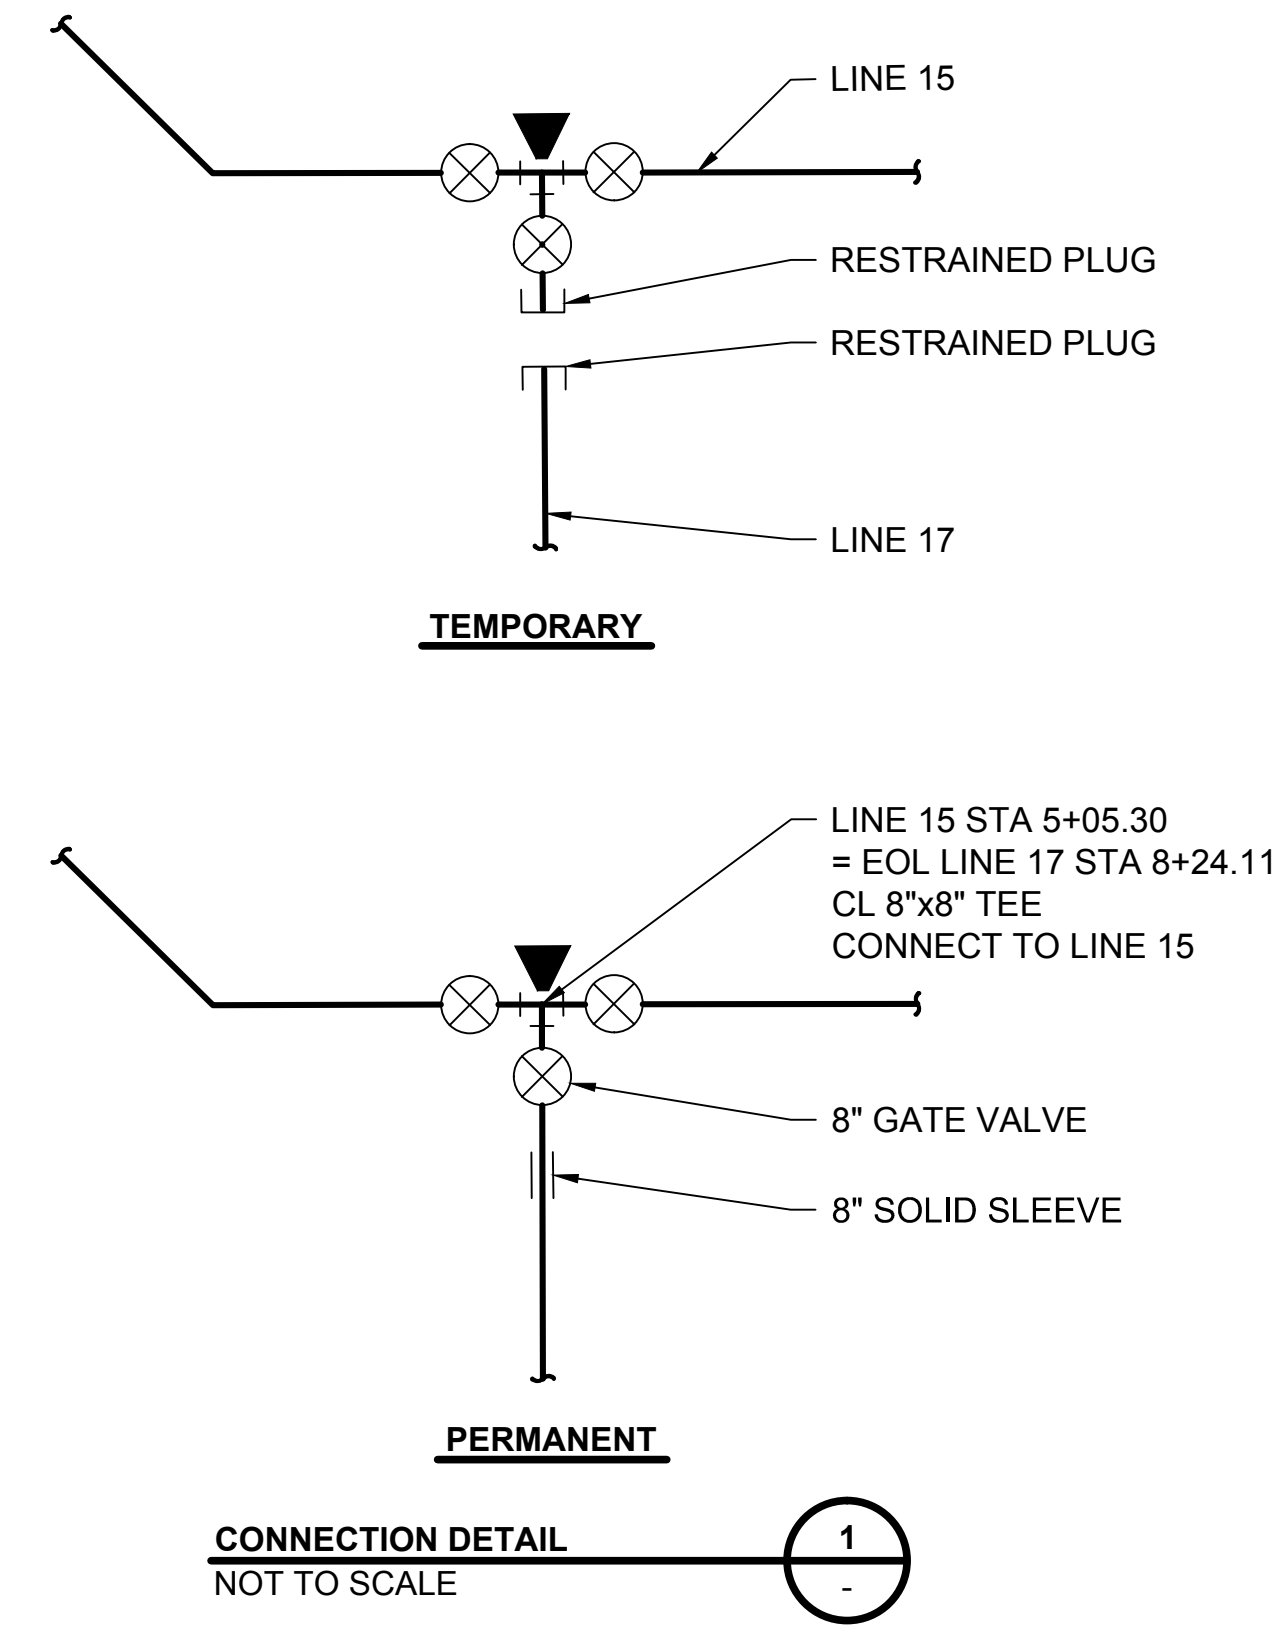 LINE 15
RESTRAINED PLUG
RESTRAINED PLUG
LINE 17
TEMPORARY
LINE 15 STA 5+05.30
= EOL LINE 17 STA 8+24.11
CL 8"x8" TEE
CONNECT TO LINE 15
8" GATE VALVE
8" SOLID SLEEVE
PERMANENT
CONNECTION DETAIL
NOT TO SCALE
1
-